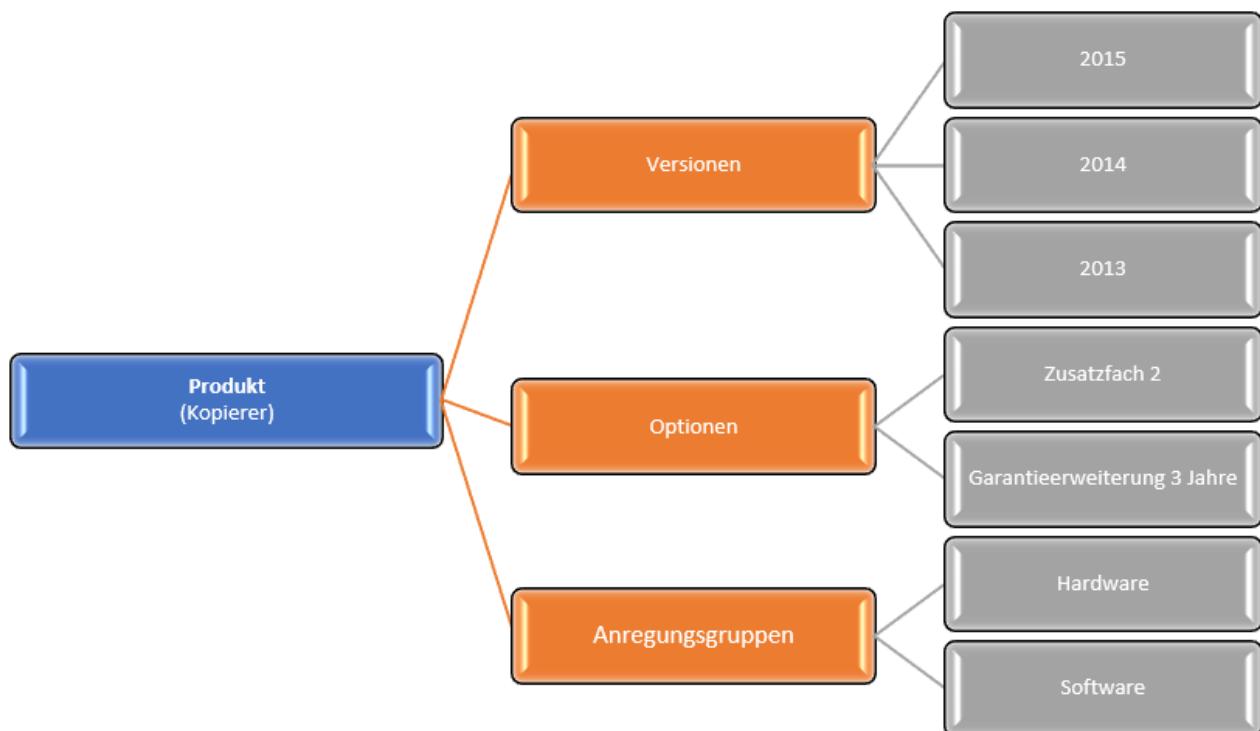 Produkt
(Kopierer)
Versionen
2015
2014
2013
Optionen
Zusatzfach 2
Garantieerweiterung 3 Jahre
Anregungsgruppen
Hardware
Software